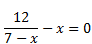 12/(7 − x) − x = 0